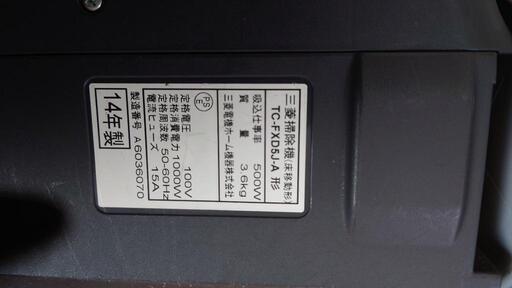 三菱掃除機(床移動形)
TC-FXD5J-A 形
吸込仕事率 500W
質量 3.6kg
三菱電機ホーム機器株式会社
PS
E
定格電圧 100V
定格消費電力 1000W
定格周波数 50-60Hz
電流ヒューズ 15A
製造番号 A6036070
14年製